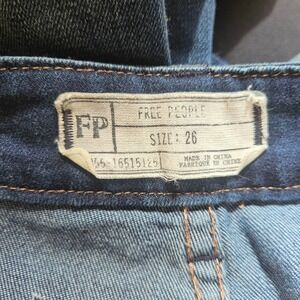 FP
FREE PEOPLE
SIZE: 26
MADE IN CHINA
FABRIQUE EN CHINE